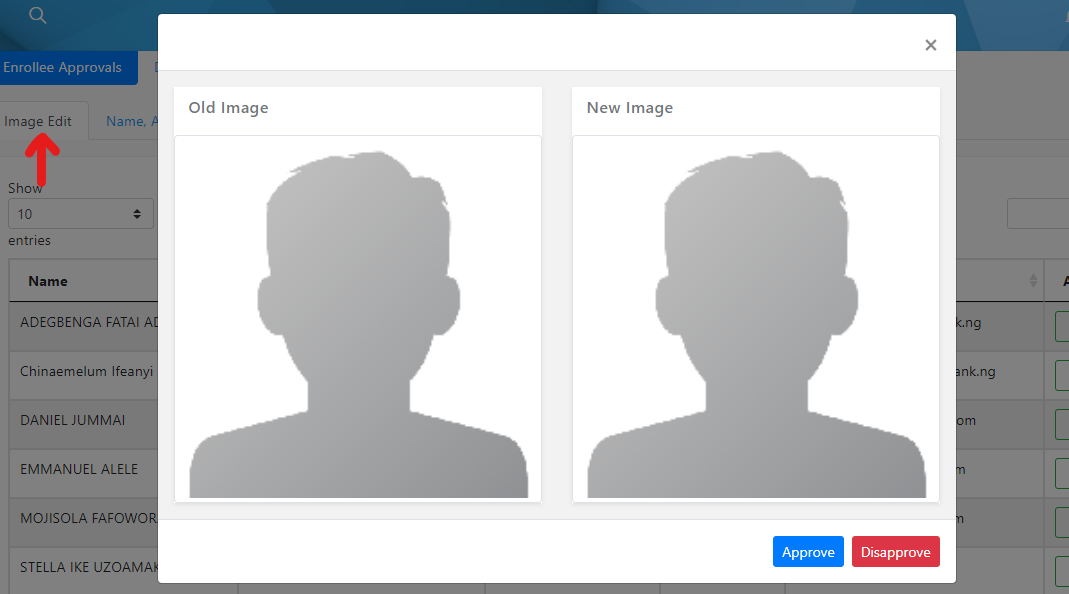 Enrollee Approvals
Image Edit
Name, A
Show
10
entries
Name
ADEGBENGA FATAI AD
Chinaemelum Ifeanyi
DANIEL JUMMAI
EMMANUEL ALELE
MOJISOLA FAFOWOR
STELLA IKE UZOAMAK
×
Old Image
New Image
Approve
Disapprove
k.ng
ank.ng
om
m
m